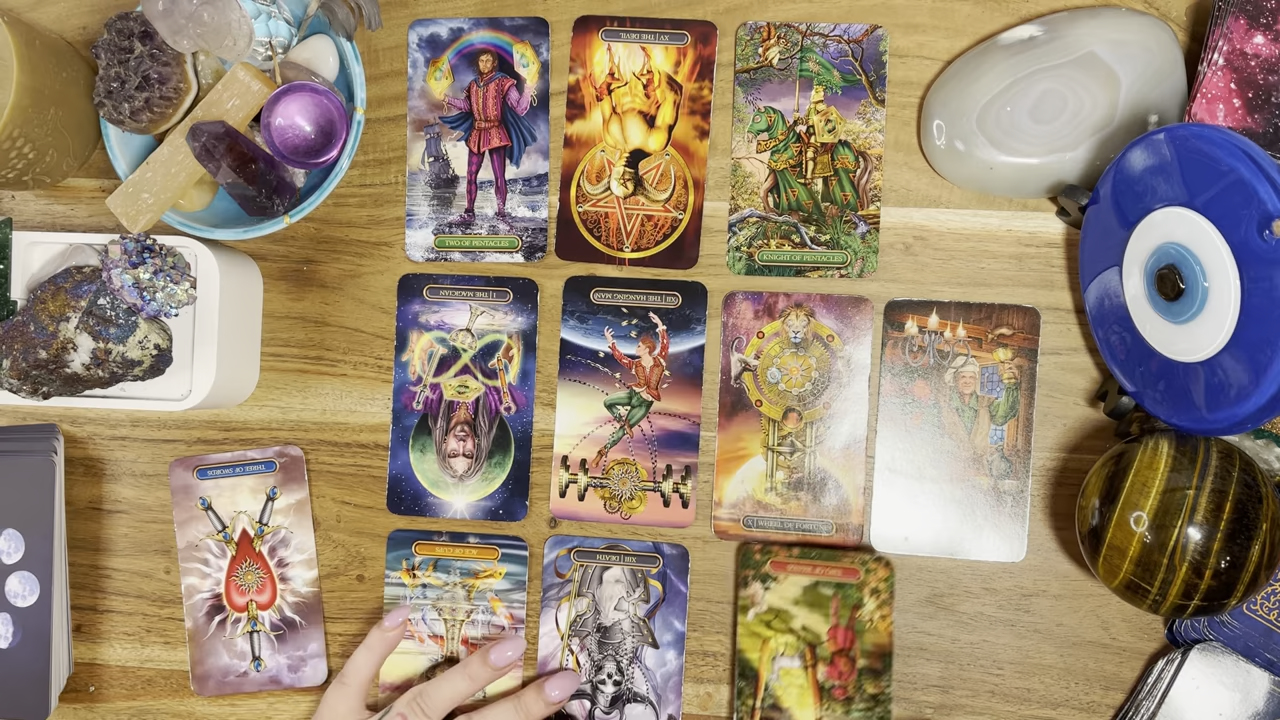 TWO OF PENTACLES
XV | THE DEVIL
KNIGHT OF PENTACLES
I | THE MAGICIAN
XII | THE HANGING MAN
X | WHEEL OF FORTUNE
THREE OF SWORDS
ACE OF CUPS
XIII | DEATH